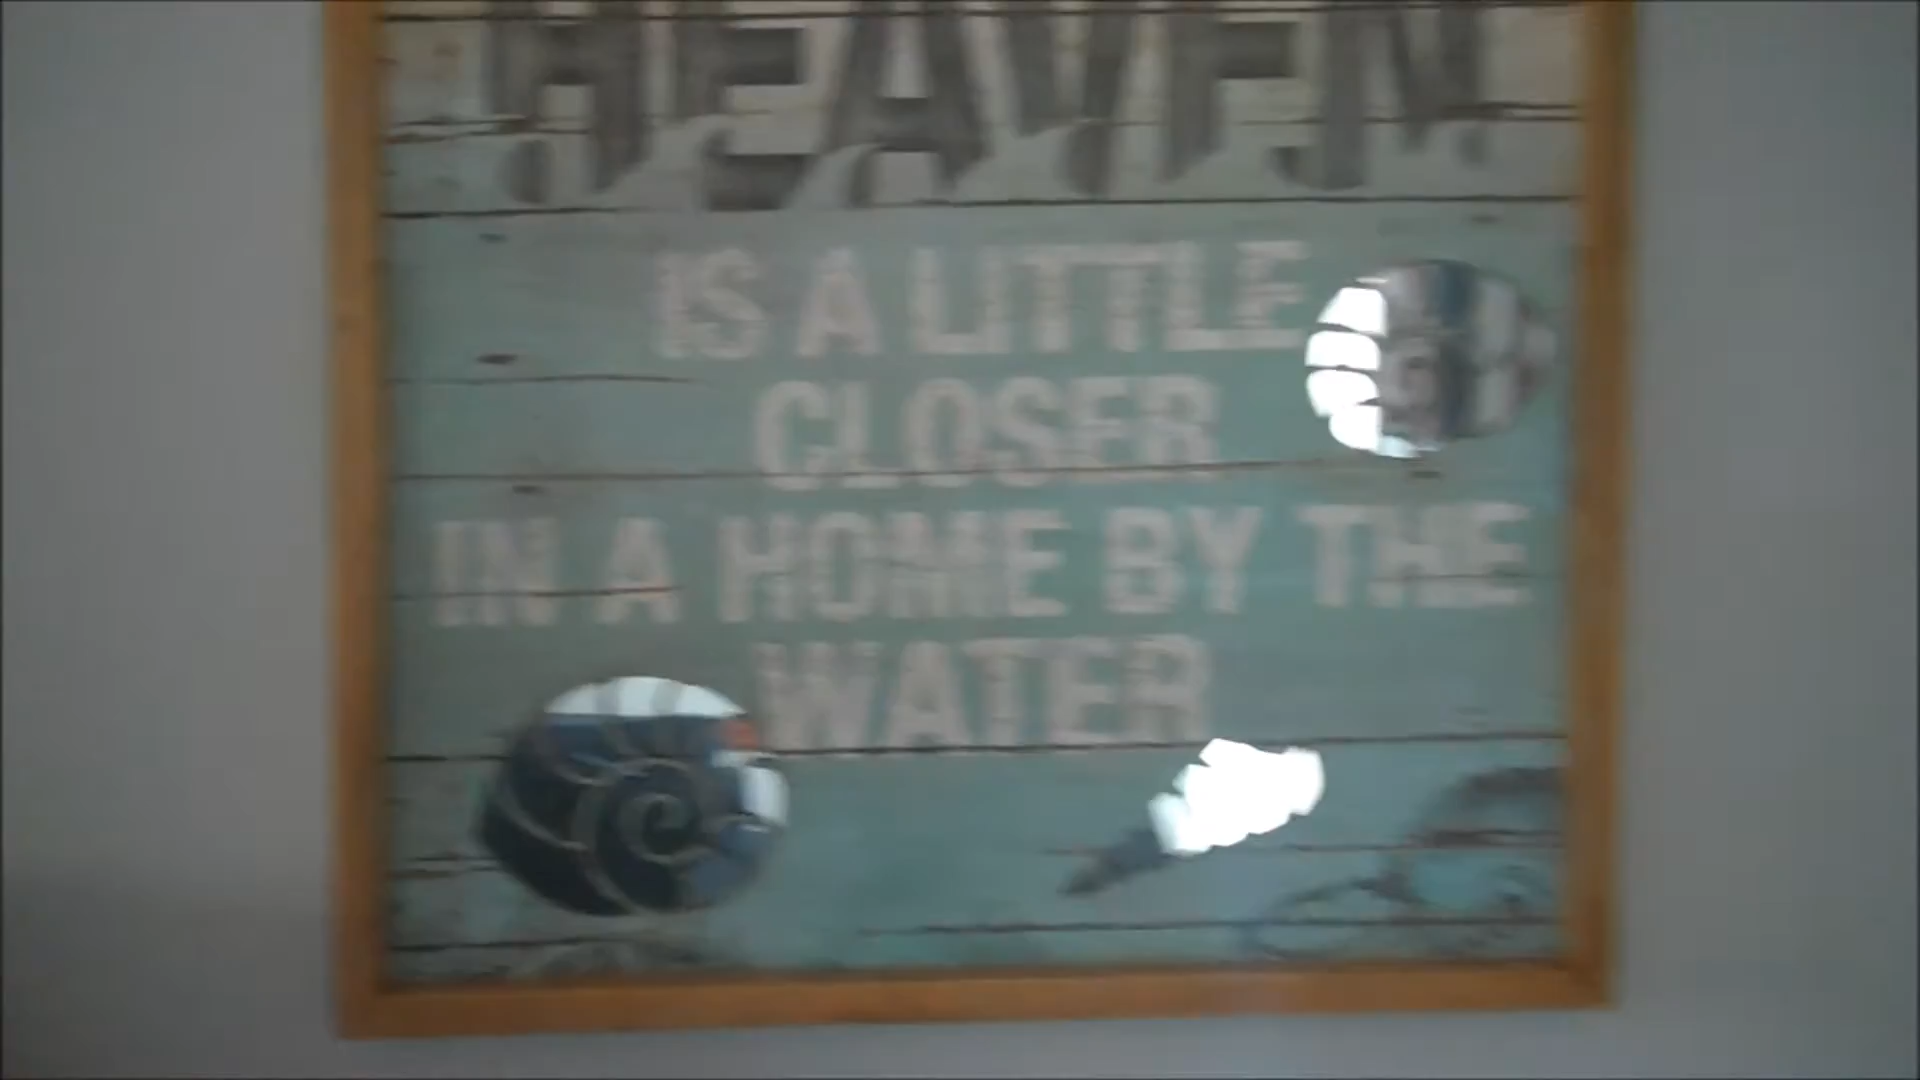 HEAVEN
IS A LITTLE
CLOSER
IN A HOME BY THE
WATER